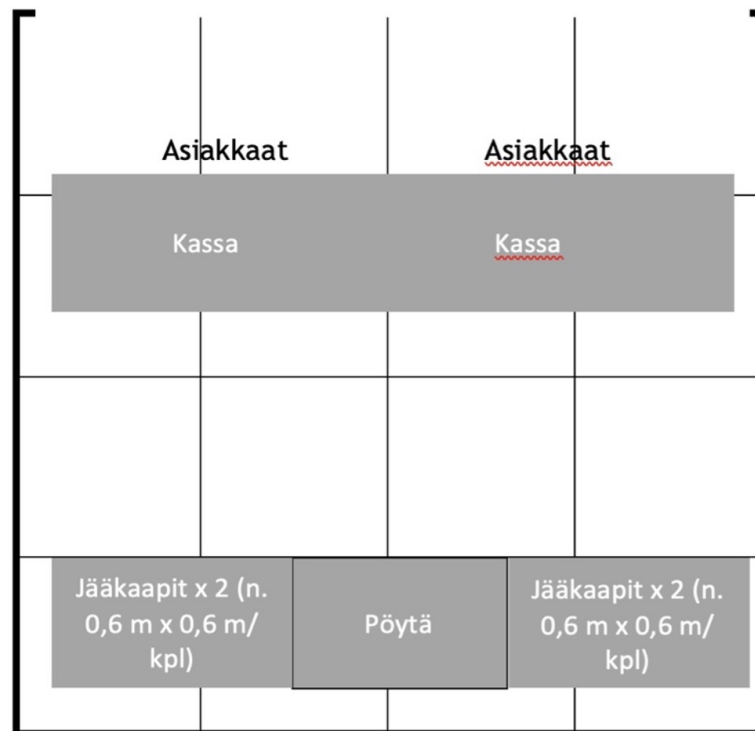 Asiakkaat Asiakkaat
Kassa Kassa
Jääkaapit x 2 (n.
0,6 m x 0,6 m/
kpl)
Pöytä
Jääkaapit x 2 (n.
0,6 m x 0,6 m/
kpl)